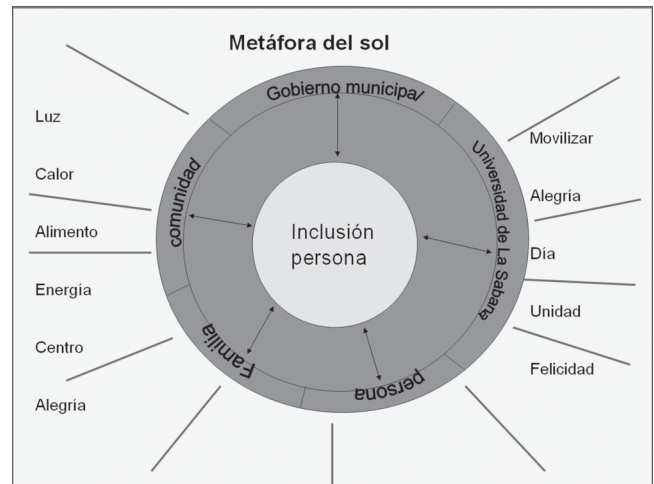 Metáfora del sol
Gobierno municipal
Universidad de La Sabana
persona
Familia
comunidad
Inclusión
persona
Luz
Calor
Alimento
Energía
Centro
Alegría
Movilizar
Alegría
Día
Unidad
Felicidad